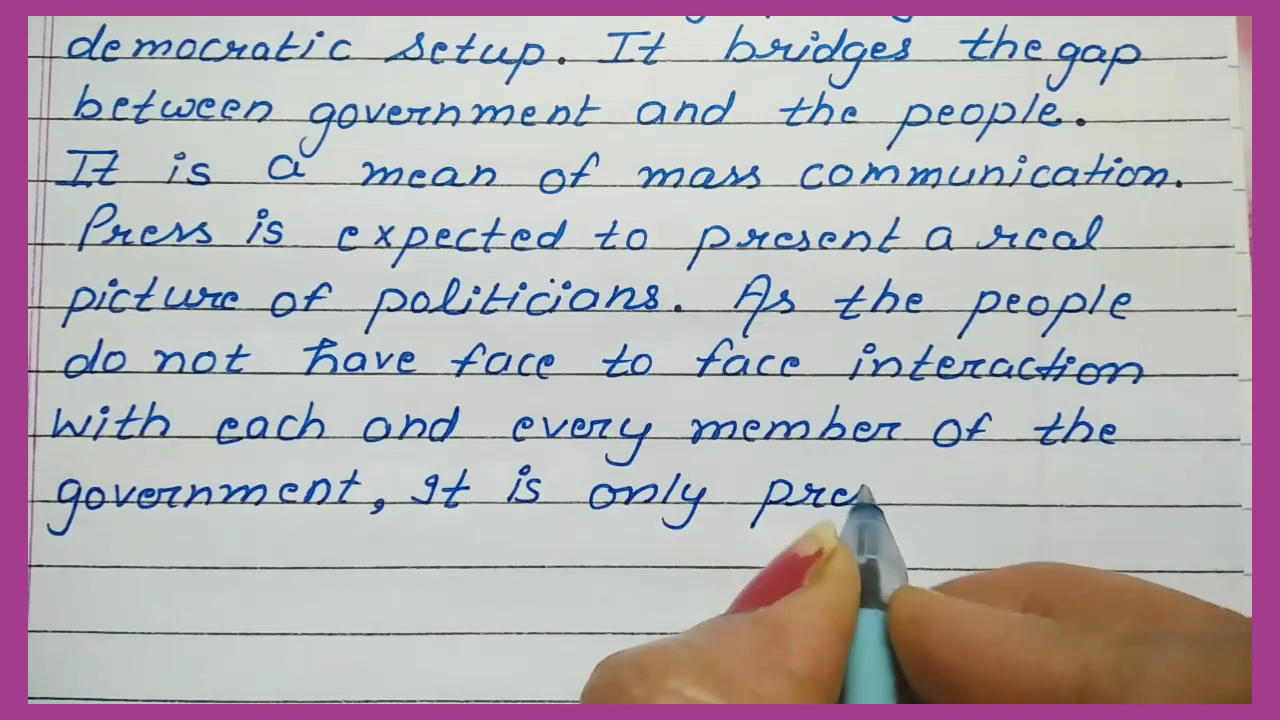 democratic setup. It bridges the gap
between government and the people.
It is a mean of mass communication.
Press is expected to present a real
picture of politicians. As the people
do not have face to face interaction
with each and every member of the
government, It is only pre